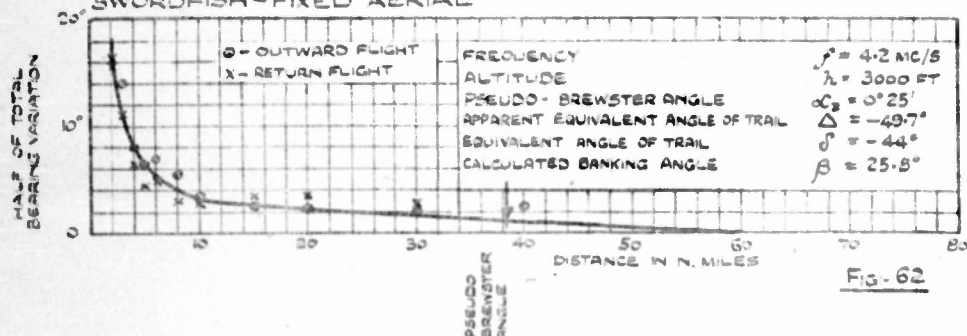 SWORDFISH - FIXED AERIAL
20°
10°
0
HALF OF TOTAL
BEARING VARIATION
⊙ - OUTWARD FLIGHT
X - RETURN FLIGHT
FREQUENCY f = 4·2 MC/S
ALTITUDE h = 3000 FT
PSEUDO - BREWSTER ANGLE αB = 0°25'
APPARENT EQUIVALENT ANGLE OF TRAIL Δ = -49.7°
EQUIVALENT ANGLE OF TRAIL δ = -44°
CALCULATED BANKING ANGLE β = 25.8°
10 20 30 40 50 60 70 80
DISTANCE IN N. MILES
PSEUDO
BREWSTER
ANGLE
FIG- 62